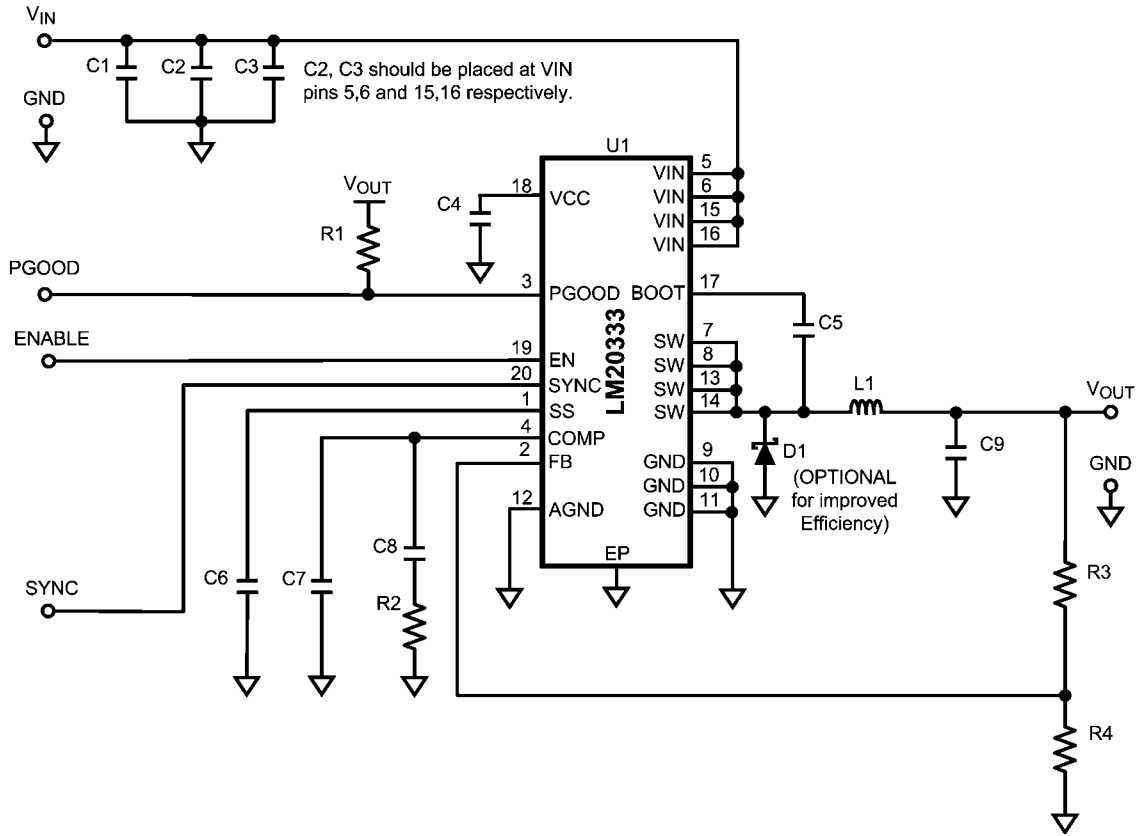 VIN
C1
C2
C3
C2, C3 should be placed at VIN
pins 5,6 and 15,16 respectively.
GND
U1
VOUT
R1
C4
18
VCC
VIN
5
VIN
6
VIN
15
VIN
16
PGOOD
3
PGOOD
BOOT
17
C5
ENABLE
19
EN
20
SYNC
1
SS
4
COMP
2
FB
12
AGND
LM20333
SW
7
SW
8
SW
13
SW
14
L1
VOUT
GND
9
GND
10
GND
11
D1
(OPTIONAL
for improved
Efficiency)
C9
GND
EP
SYNC
C6
C7
C8
R2
R3
R4